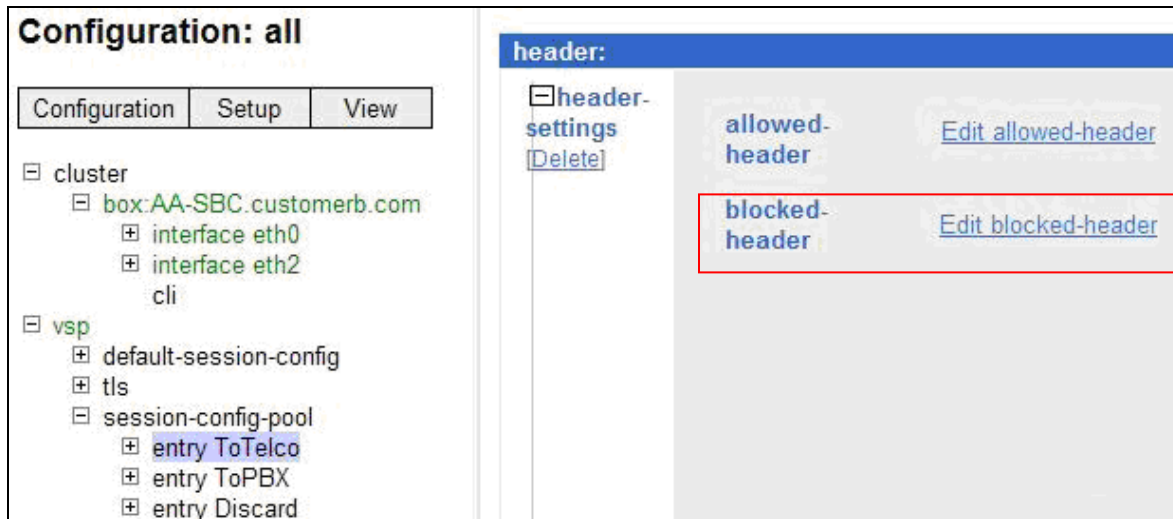 Configuration: all
Configuration Setup View
cluster
box:AA-SBC.customerb.com
interface eth0
interface eth2
cli
vsp
default-session-config
tls
session-config-pool
entry ToTelco
entry ToPBX
entry Discard
header:
header-
settings
[Delete]
allowed-
header
Edit allowed-header
blocked-
header
Edit blocked-header